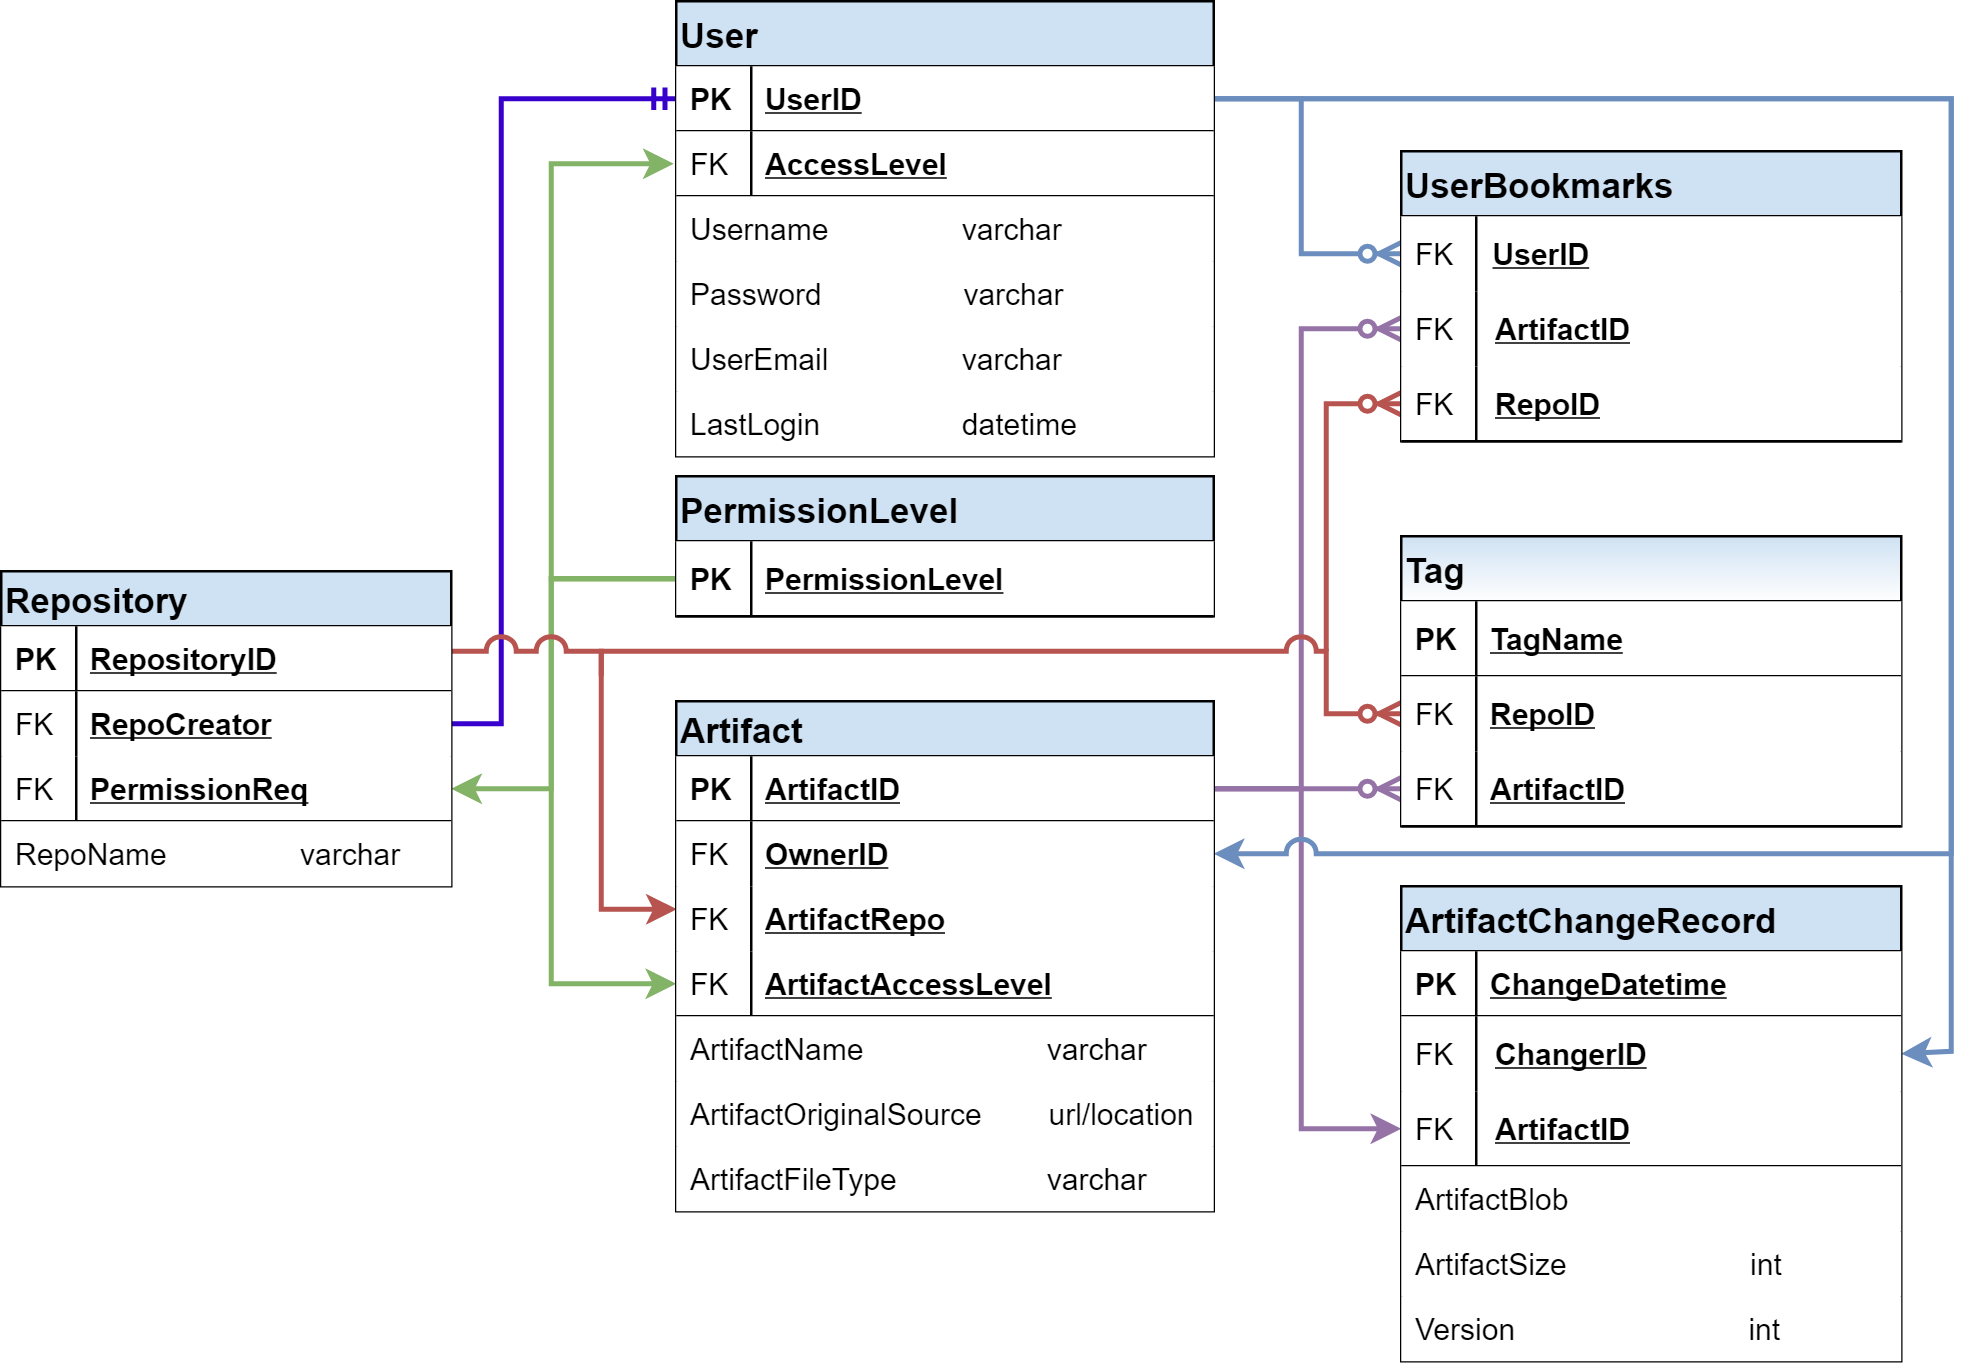 User
PK UserID
FK AccessLevel
Username varchar
Password varchar
UserEmail varchar
LastLogin datetime
UserBookmarks
FK UserID
FK ArtifactID
FK RepoID
PermissionLevel
PK PermissionLevel
Repository
PK RepositoryID
FK RepoCreator
FK PermissionReq
RepoName varchar
Tag
PK TagName
FK RepoID
FK ArtifactID
Artifact
PK ArtifactID
FK OwnerID
FK ArtifactRepo
FK ArtifactAccessLevel
ArtifactName varchar
ArtifactOriginalSource url/location
ArtifactFileType varchar
ArtifactChangeRecord
PK ChangeDatetime
FK ChangerID
FK ArtifactID
ArtifactBlob
ArtifactSize int
Version int